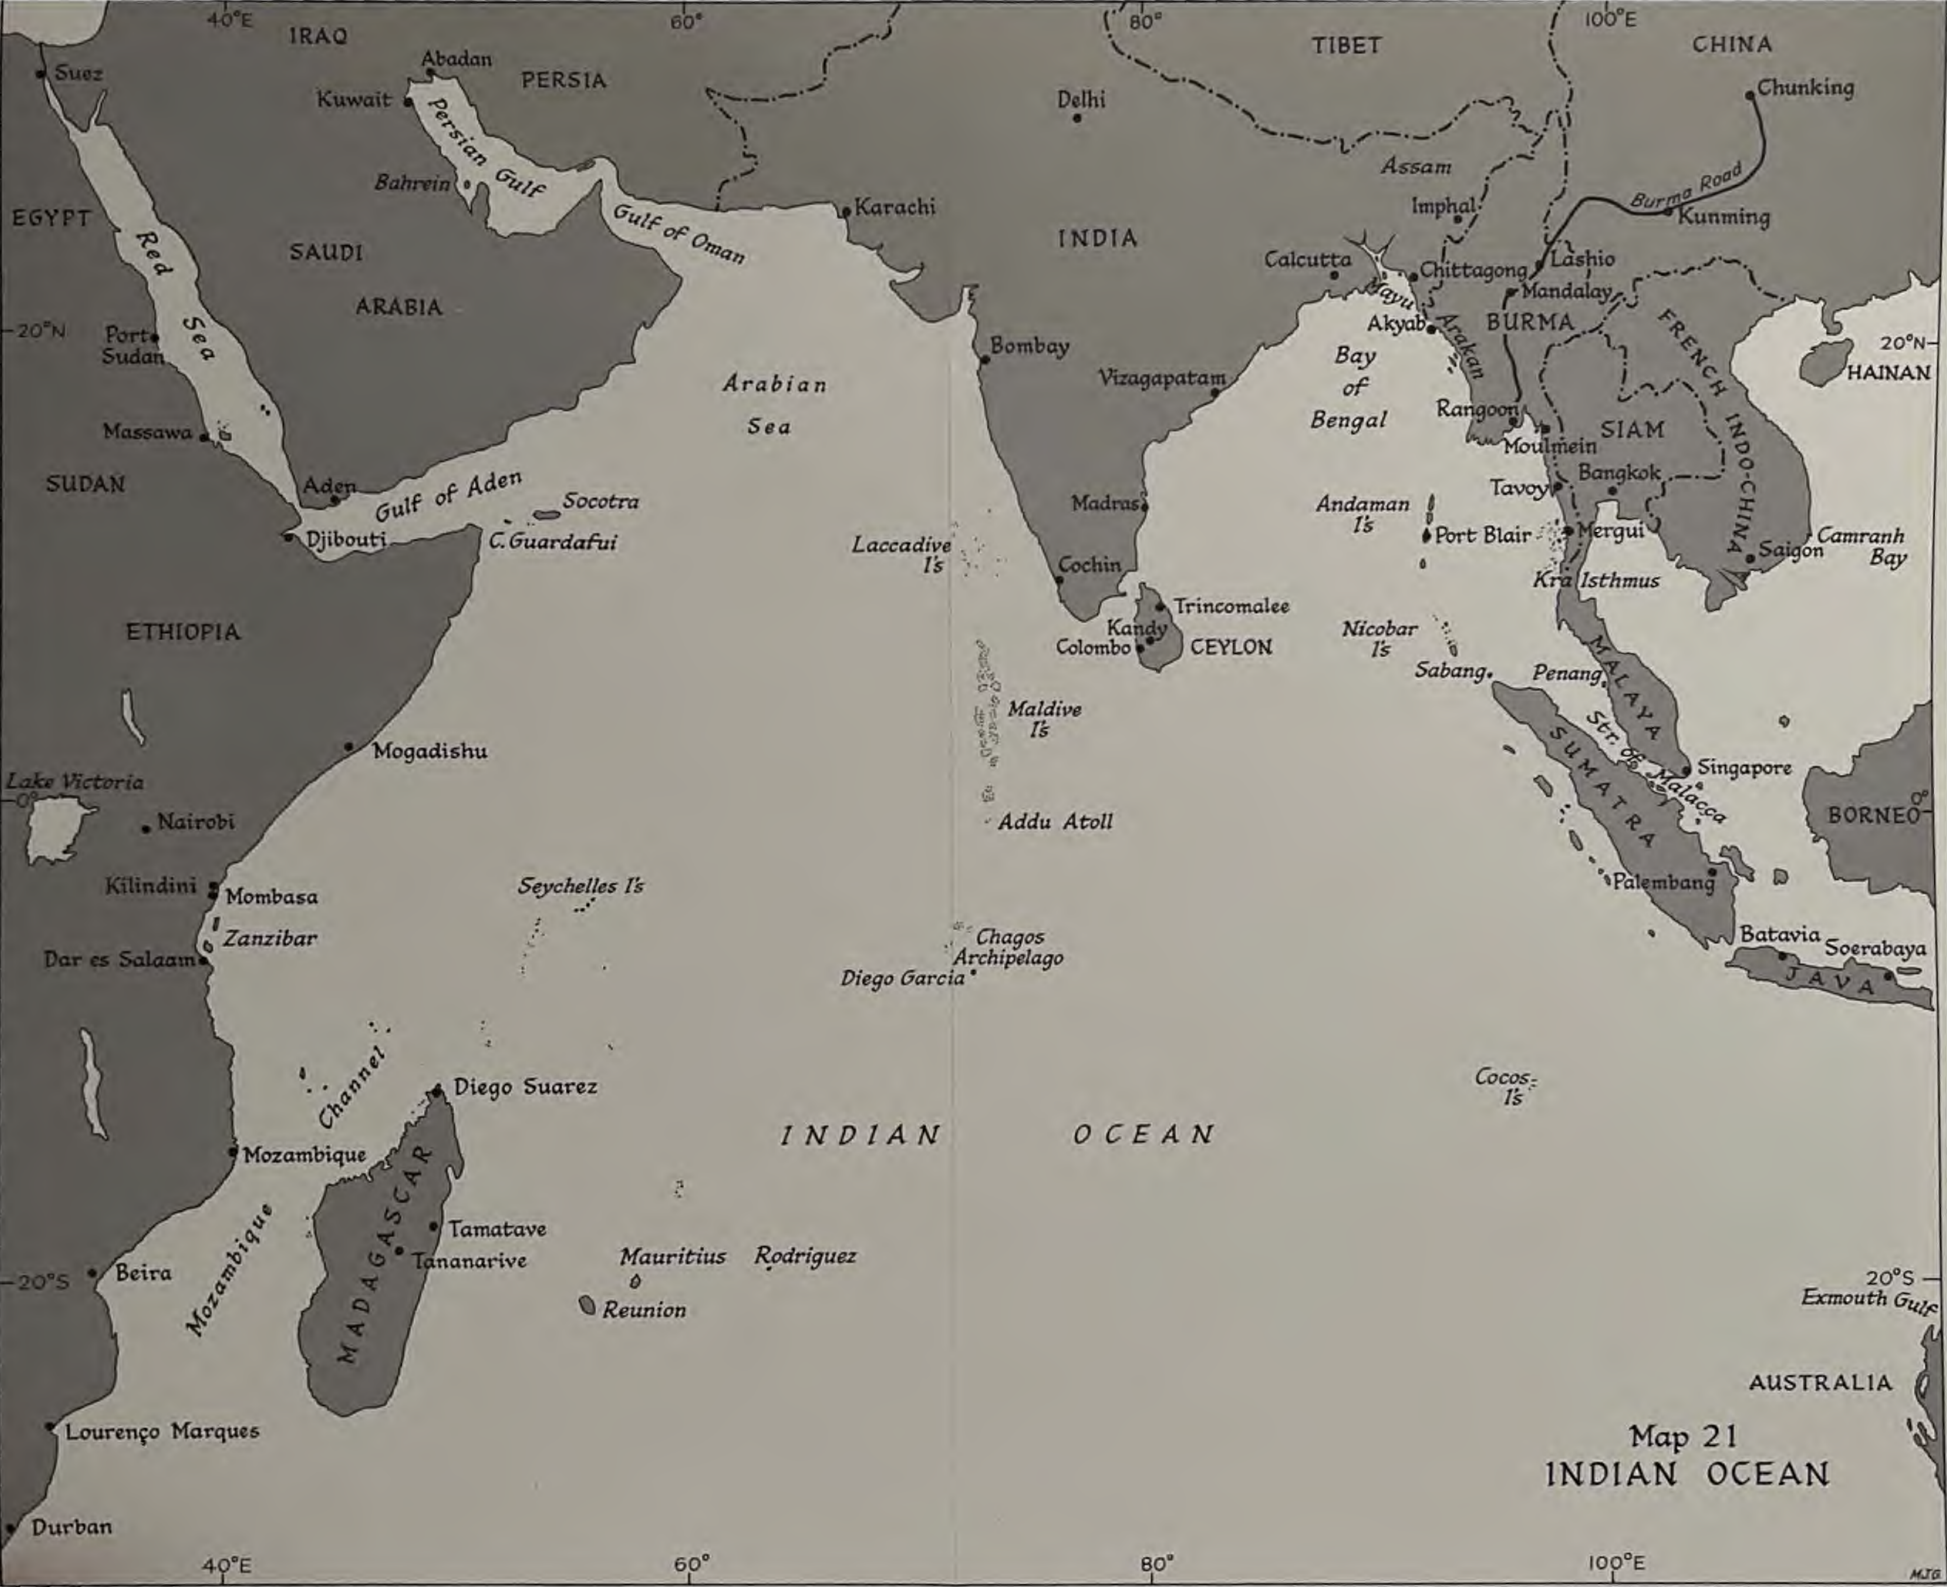 40°E
60°
80°
100°E
IRAQ
Abadan
PERSIA
TIBET
CHINA
Suez
Kuwait
Delhi
Chunking
Persian Gulf
Assam
Bahrein
Burma Road
EGYPT
Karachi
Imphal
Kunming
Red Sea
Gulf of Oman
SAUDI
ARABIA
INDIA
Calcutta
Chittagong
Lashio
Mayu
Mandalay
20°N
Port
Sudan
Akyab
Arakan
BURMA
FRENCH INDO-CHINA
20°N
HAINAN
Bombay
Bay
of
Bengal
Arabian
Sea
Vizagapatam
Massawa
Rangoon
Moulmein
SIAM
SUDAN
Aden
Gulf of Aden
Socotra
Madras
Andaman
I's
Tavoy
Bangkok
Djibouti
C. Guardafui
Laccadive
I's
Port Blair
Mergui
Saigon
Camranh
Bay
Cochin
Kra Isthmus
Trincomalee
ETHIOPIA
Kandy
Colombo
CEYLON
Nicobar
I's
Sabang
Penang
MALAYA
Maldive
I's
Str. of Malacca
SUMATRA
Mogadishu
Singapore
Lake Victoria
0°
0°
Nairobi
Addu Atoll
BORNEO
Kilindini
Mombasa
Seychelles I's
Palembang
Zanzibar
Chagos
Archipelago
Batavia
Soerabaya
Dar es Salaam
Diego Garcia
JAVA
Mozambique Channel
Diego Suarez
Cocos
I's
INDIAN OCEAN
Mozambique
MADAGASCAR
Tamatave
Tananarive
Mauritius
Rodriguez
Beira
20°S
20°S
Reunion
Exmouth Gulf
AUSTRALIA
Lourenço Marques
Map 21
INDIAN OCEAN
Durban
40°E
60°
80°
100°E
MJG